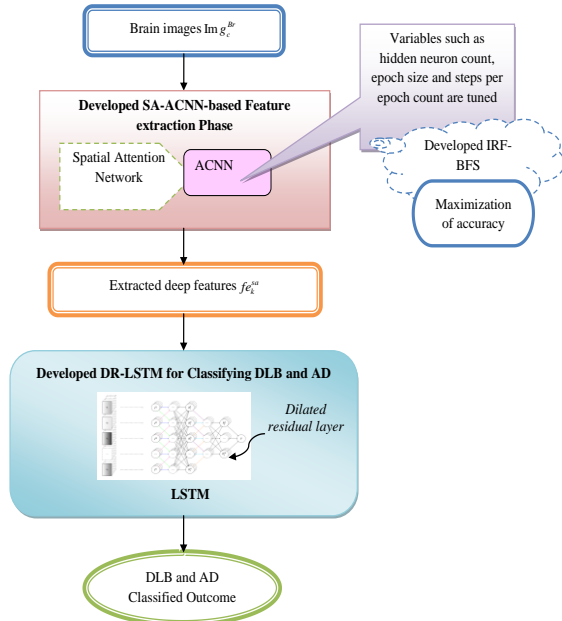 Brain images Im g_c^Br
Variables such as
hidden neuron count,
epoch size and steps per
epoch count are tuned
Developed SA-ACNN-based Feature
extraction Phase
Spatial Attention
Network
ACNN
Developed IRF-
BFS
Maximization
of accuracy
Extracted deep features fe_k^sa
Developed DR-LSTM for Classifying DLB and AD
Dilated
residual layer
LSTM
DLB and AD
Classified Outcome